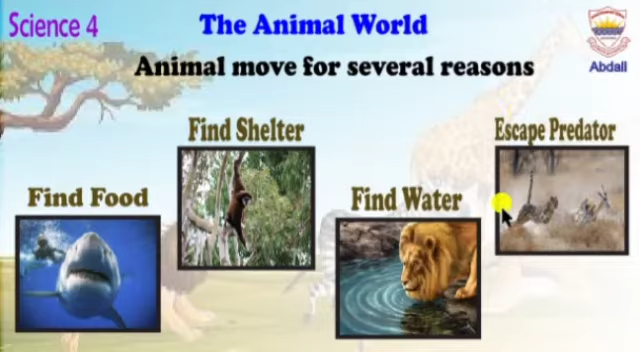 Science 4
The Animal World
Abdali
Animal move for several reasons
Find Shelter
Escape Predator
Find Food
Find Water